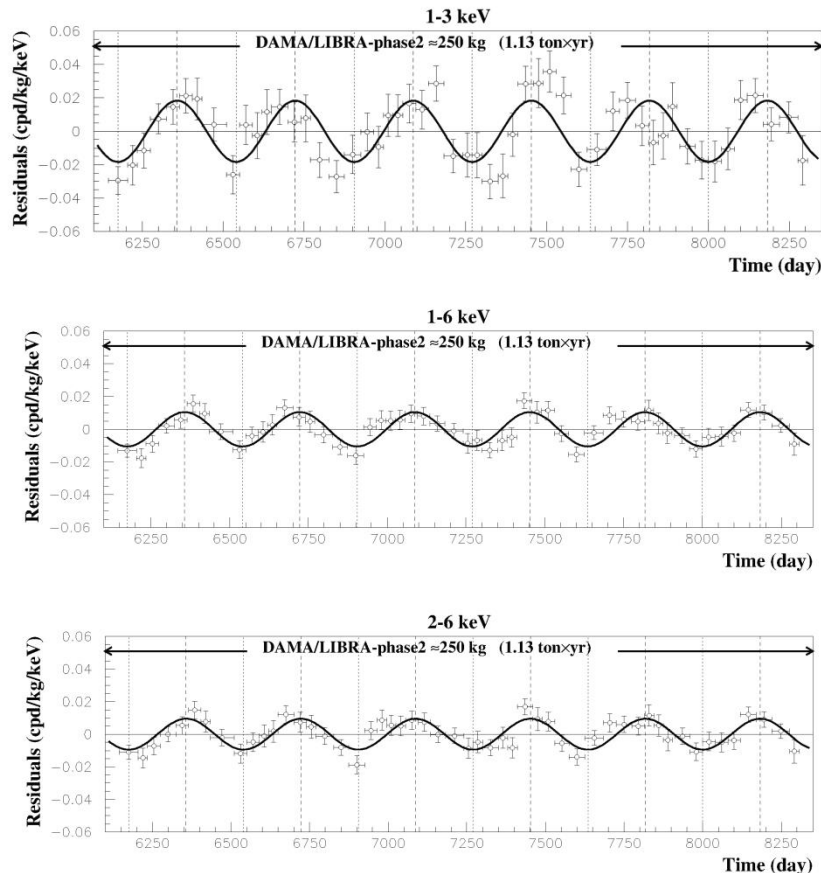 1-3 keV
DAMA/LIBRA-phase2 ≈250 kg (1.13 ton×yr)
Residuals (cpd/kg/keV)
0.06
0.04
0.02
0
−0.02
−0.04
−0.06
6250 6500 6750 7000 7250 7500 7750 8000 8250
Time (day)
1-6 keV
DAMA/LIBRA-phase2 ≈250 kg (1.13 ton×yr)
Residuals (cpd/kg/keV)
0.06
0.04
0.02
0
−0.02
−0.04
−0.06
6250 6500 6750 7000 7250 7500 7750 8000 8250
Time (day)
2-6 keV
DAMA/LIBRA-phase2 ≈250 kg (1.13 ton×yr)
Residuals (cpd/kg/keV)
0.06
0.04
0.02
0
−0.02
−0.04
−0.06
6250 6500 6750 7000 7250 7500 7750 8000 8250
Time (day)